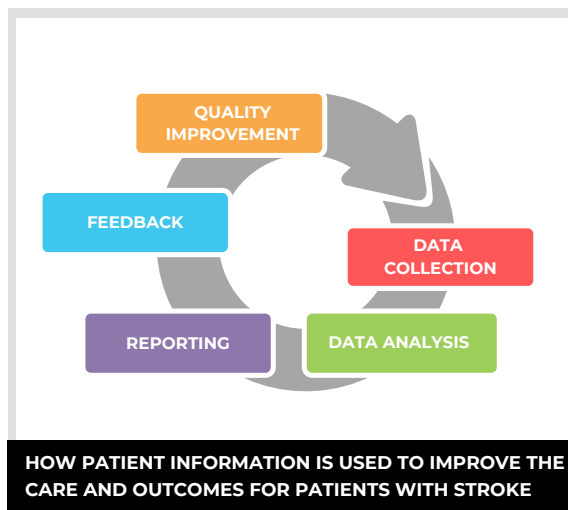 QUALITY
IMPROVEMENT
FEEDBACK
DATA
COLLECTION
REPORTING
DATA ANALYSIS
HOW PATIENT INFORMATION IS USED TO IMPROVE THE
CARE AND OUTCOMES FOR PATIENTS WITH STROKE